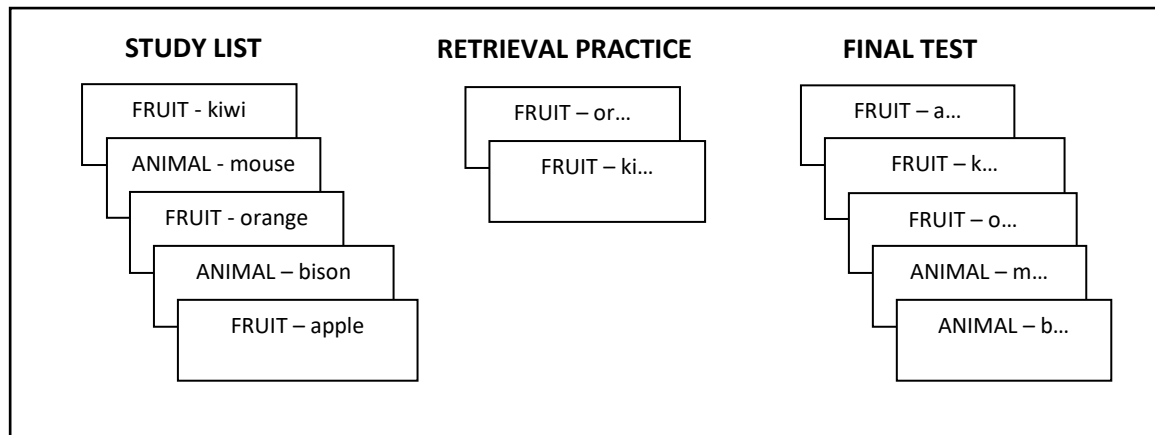 STUDY LIST
FRUIT - kiwi
ANIMAL - mouse
FRUIT - orange
ANIMAL – bison
FRUIT – apple
RETRIEVAL PRACTICE
FRUIT – or...
FRUIT – ki...
FINAL TEST
FRUIT – a...
FRUIT – k...
FRUIT – o...
ANIMAL – m...
ANIMAL – b...